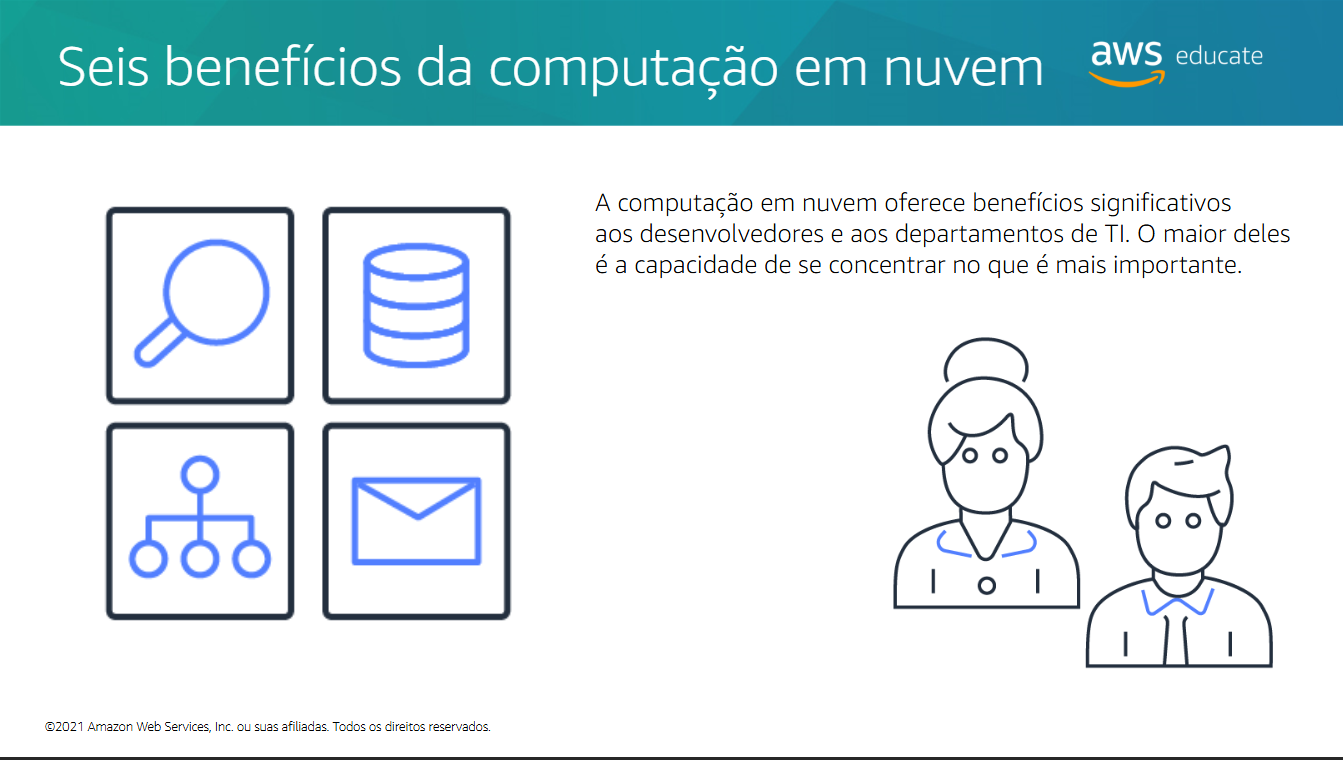 Seis benefícios da computação em nuvem
aws educate
A computação em nuvem oferece benefícios significativos
aos desenvolvedores e aos departamentos de TI. O maior deles
é a capacidade de se concentrar no que é mais importante.
©2021 Amazon Web Services, Inc. ou suas afiliadas. Todos os direitos reservados.